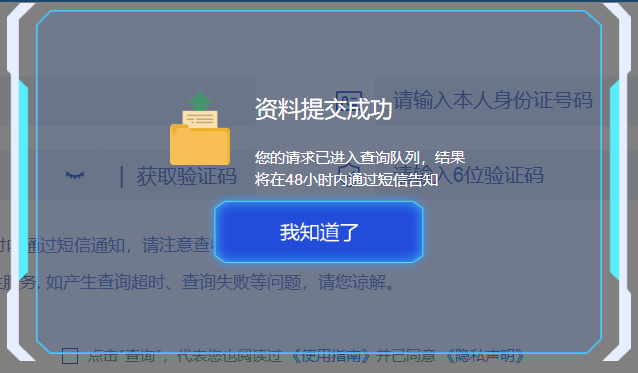 资料提交成功
请输入本人身份证号码
您的请求已进入查询队列，结果
将在48小时内通过短信告知
获取验证码
请输入6位验证码
我知道了
时内通过短信通知，请注意查收
服务, 如产生查询超时、查询失败等问题，请您谅解。
点击"查询"，代表您也阅读过 《使用指南》并已同意 《隐私声明》